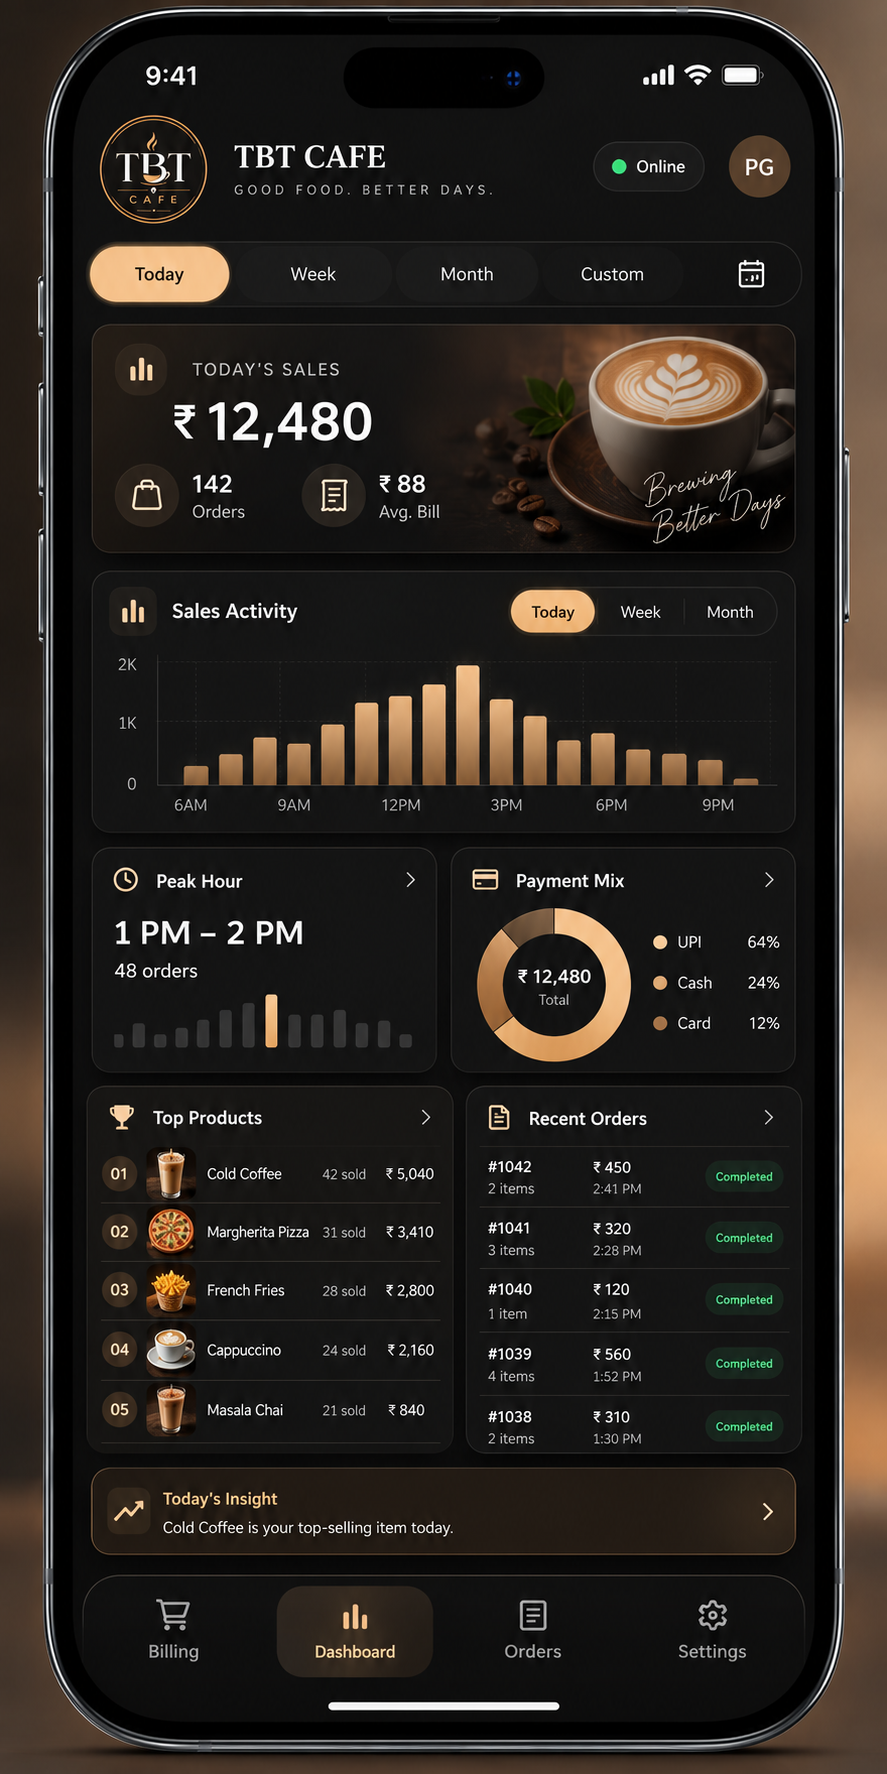 9:41
TBT
CAFE
TBT CAFE
GOOD FOOD. BETTER DAYS.
Online
PG
Today
Week
Month
Custom
TODAY'S SALES
₹ 12,480
142
Orders
₹ 88
Avg. Bill
Brewing
Better Days
Sales Activity
Today
Week
Month
2K
1K
0
6AM
9AM
12PM
3PM
6PM
9PM
Peak Hour
1 PM – 2 PM
48 orders
Payment Mix
₹ 12,480
Total
UPI 64%
Cash 24%
Card 12%
Top Products
01 Cold Coffee 42 sold ₹ 5,040
02 Margherita Pizza 31 sold ₹ 3,410
03 French Fries 28 sold ₹ 2,800
04 Cappuccino 24 sold ₹ 2,160
05 Masala Chai 21 sold ₹ 840
Recent Orders
#1042 ₹ 450
2 items 2:41 PM
Completed
#1041 ₹ 320
3 items 2:28 PM
Completed
#1040 ₹ 120
1 item 2:15 PM
Completed
#1039 ₹ 560
4 items 1:52 PM
Completed
#1038 ₹ 310
2 items 1:30 PM
Completed
Today's Insight
Cold Coffee is your top-selling item today.
Billing
Dashboard
Orders
Settings